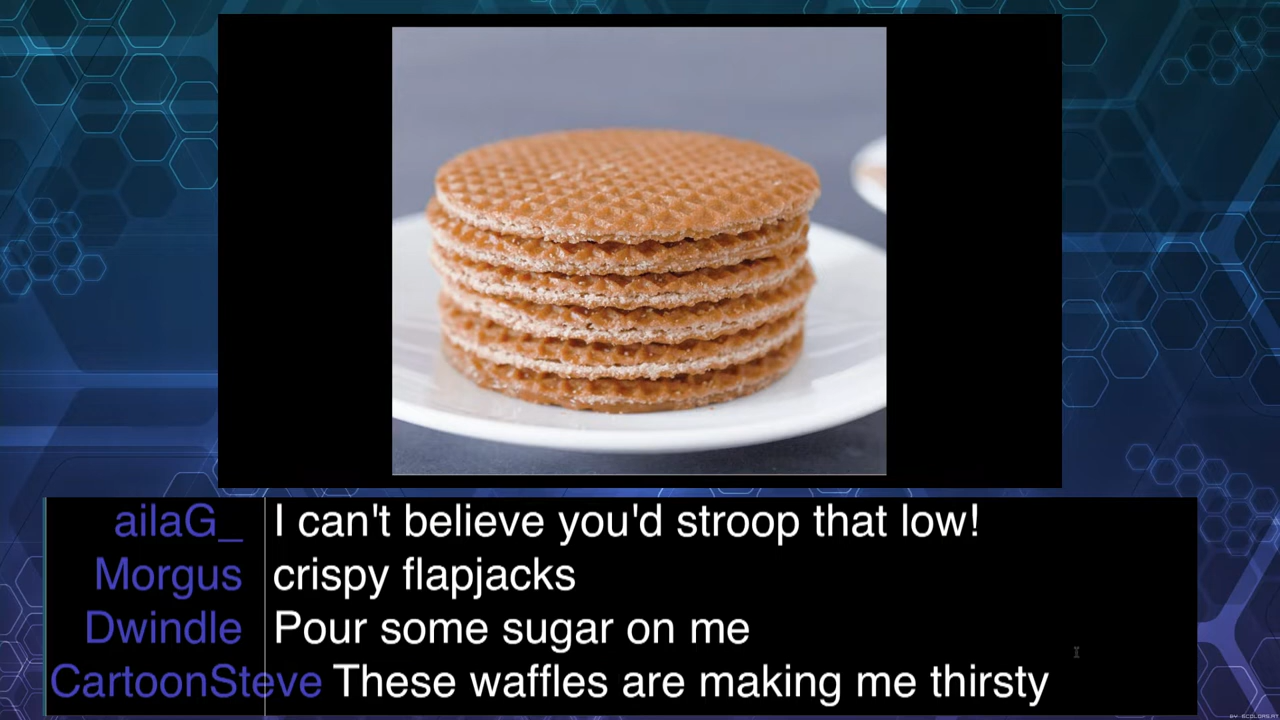 ailaG_ I can't believe you'd stroop that low!
Morgus crispy flapjacks
Dwindle Pour some sugar on me
CartoonSteve These waffles are making me thirsty